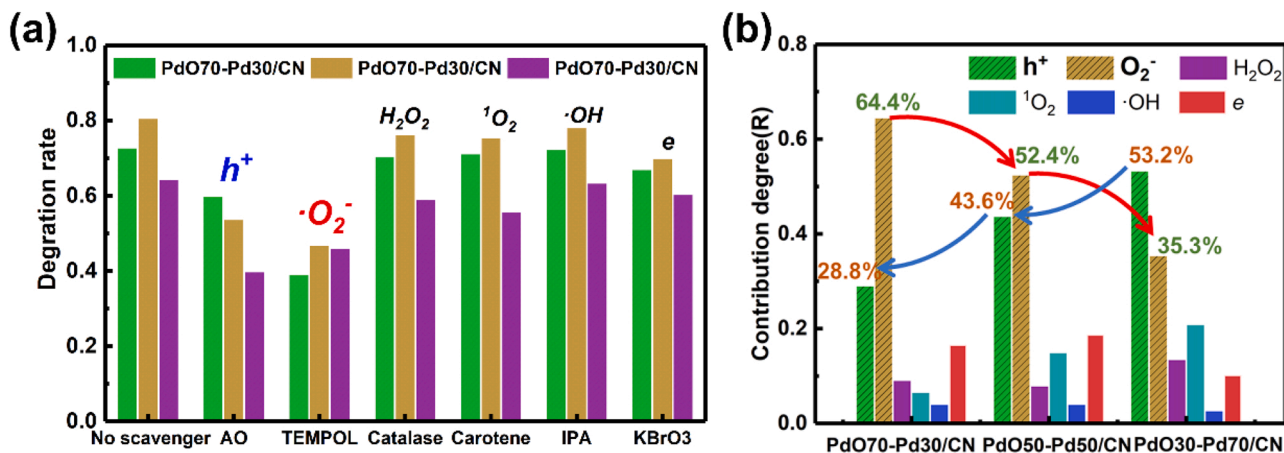 (a)
1.0
0.8
0.6
0.4
0.2
0.0
Degration rate
PdO70-Pd30/CN PdO70-Pd30/CN PdO70-Pd30/CN
h⁺
·O₂⁻
H₂O₂
¹O₂
·OH
e
No scavenger AO TEMPOL Catalase Carotene IPA KBrO3
(b)
0.8
0.6
0.4
0.2
0.0
Contribution degree(R)
h⁺ O₂⁻ H₂O₂
¹O₂ ·OH e
64.4%
52.4%
53.2%
43.6%
35.3%
28.8%
PdO70-Pd30/CN PdO50-Pd50/CN PdO30-Pd70/CN